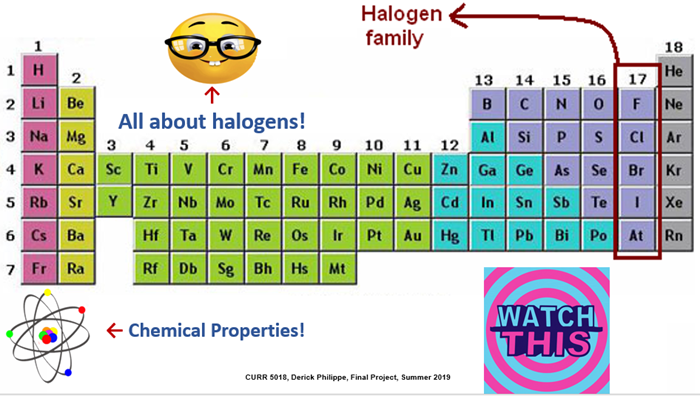 Halogen
family
1 18
1 H He
2 13 14 15 16 17
2 Li Be B C N O F Ne
All about halogens!
3 Na Mg Al Si P S Cl Ar
3 4 5 6 7 8 9 10 11 12
4 K Ca Sc Ti V Cr Mn Fe Co Ni Cu Zn Ga Ge As Se Br Kr
5 Rb Sr Y Zr Nb Mo Tc Ru Rh Pd Ag Cd In Sn Sb Te I Xe
6 Cs Ba Hf Ta W Re Os Ir Pt Au Hg Tl Pb Bi Po At Rn
7 Fr Ra Rf Db Sg Bh Hs Mt
Chemical Properties!
WATCH
THIS
CURR 5018, Derick Philippe, Final Project, Summer 2019